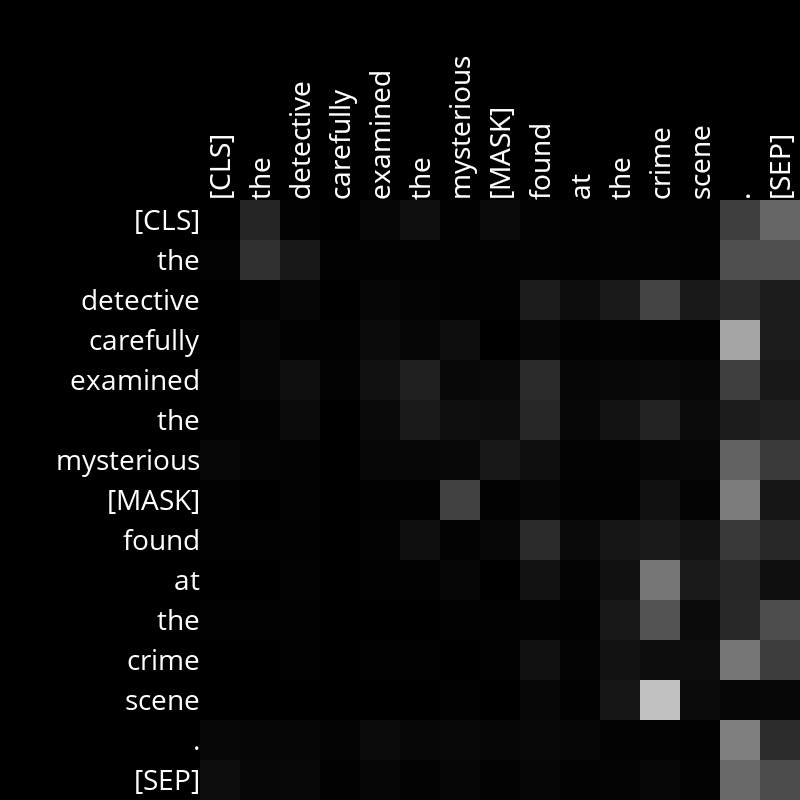 [CLS] the detective carefully examined the mysterious [MASK] found at the crime scene . [SEP]
[CLS]
the
detective
carefully
examined
the
mysterious
[MASK]
found
at
the
crime
scene
.
[SEP]